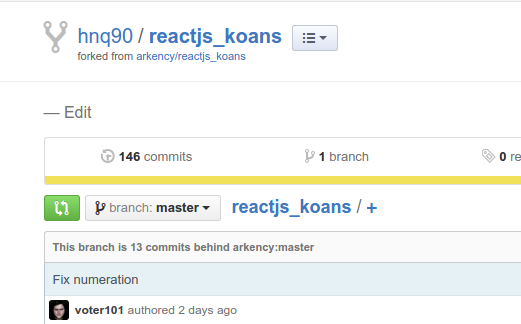 hnq90 / reactjs_koans
forked from arkency/reactjs_koans
— Edit
146 commits 1 branch 0 re
branch: master reactjs_koans / +
This branch is 13 commits behind arkency:master
Fix numeration
voter101 authored 2 days ago